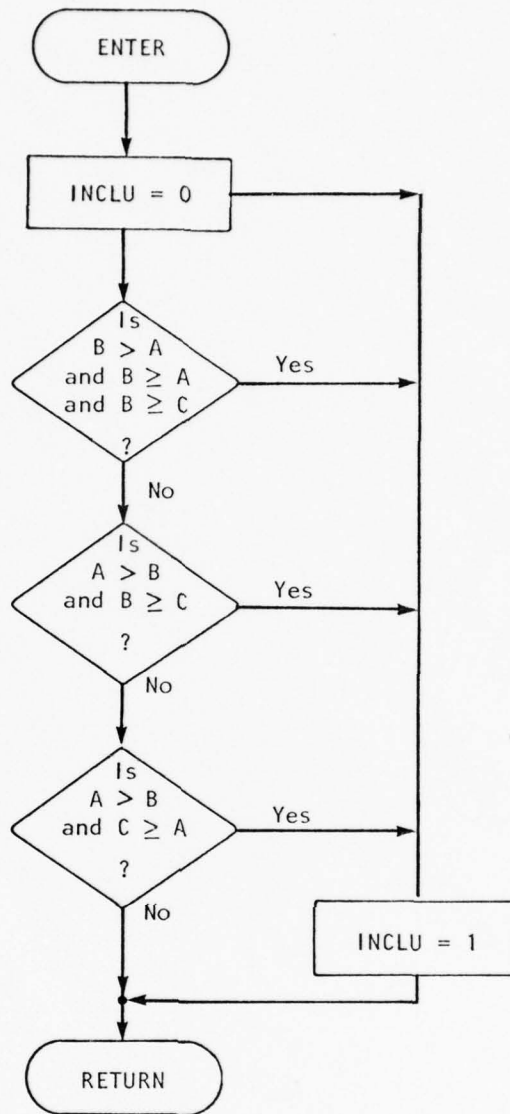 ENTER
INCLU = 0
Is
B > A
and B ≥ A
and B ≥ C
?
Yes
No
Is
A > B
and B ≥ C
?
Yes
No
Is
A > B
and C ≥ A
?
Yes
No
INCLU = 1
RETURN